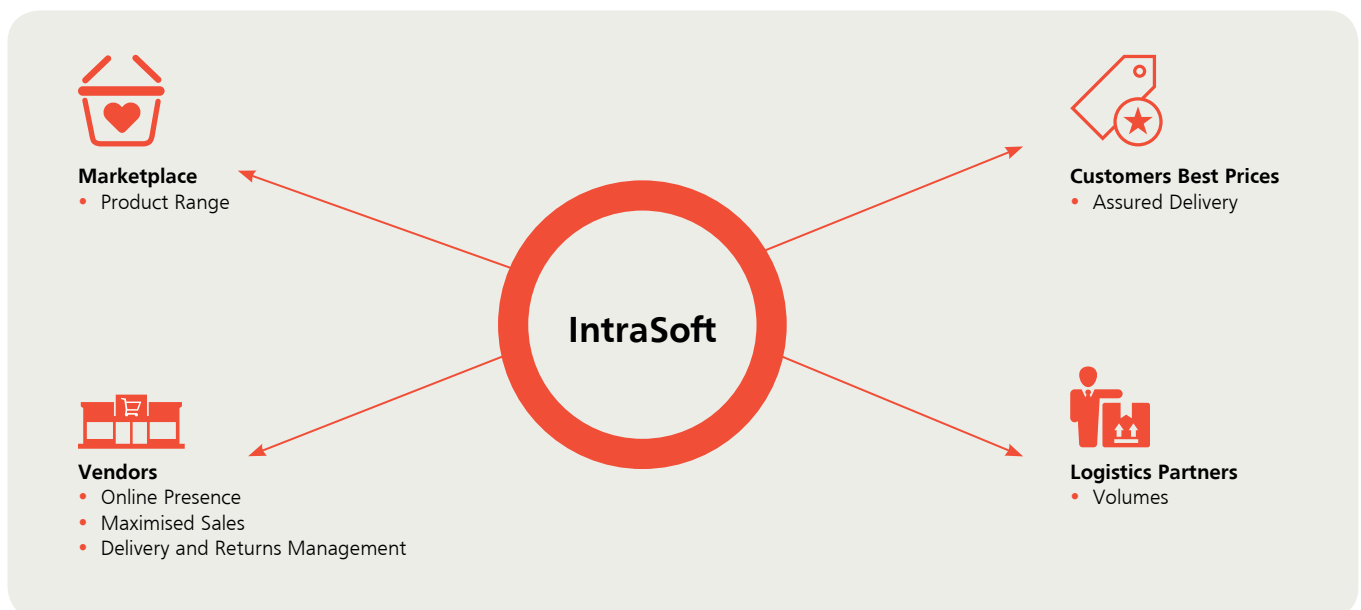 Marketplace
• Product Range
Customers Best Prices
• Assured Delivery
IntraSoft
Vendors
• Online Presence
• Maximised Sales
• Delivery and Returns Management
Logistics Partners
• Volumes